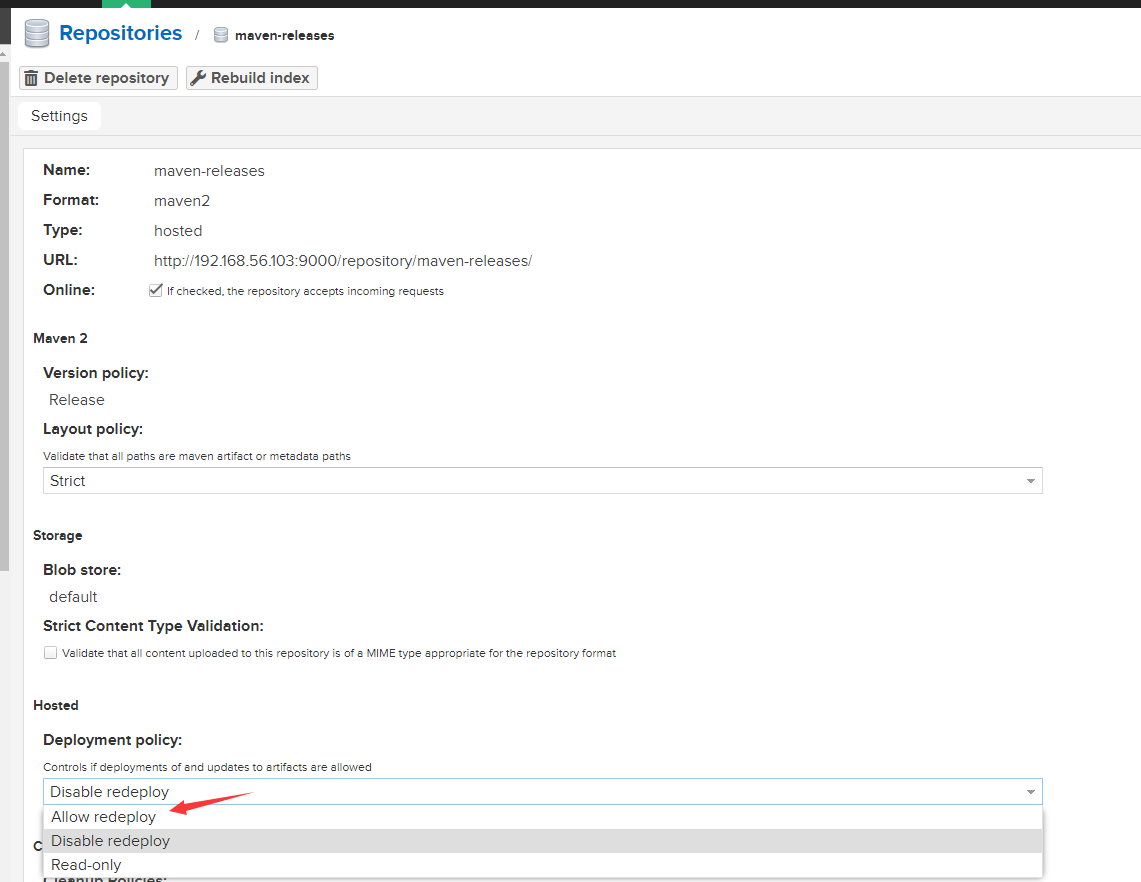 Repositories / maven-releases
Delete repository Rebuild index
Settings
Name: maven-releases
Format: maven2
Type: hosted
URL: http://192.168.56.103:9000/repository/maven-releases/
Online: If checked, the repository accepts incoming requests
Maven 2
Version policy:
Release
Layout policy:
Validate that all paths are maven artifact or metadata paths
Strict
Storage
Blob store:
default
Strict Content Type Validation:
Validate that all content uploaded to this repository is of a MIME type appropriate for the repository format
Hosted
Deployment policy:
Controls if deployments of and updates to artifacts are allowed
Disable redeploy
Allow redeploy
Disable redeploy
Read-only
Cleanup Policies: